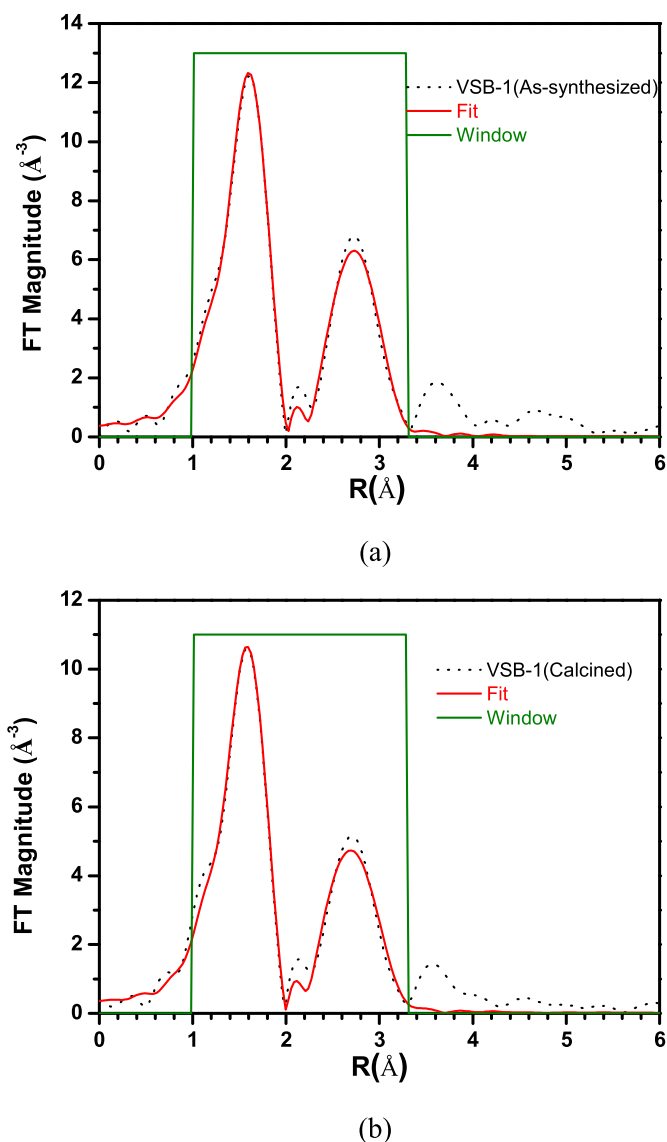 14
12
10
8
6
4
2
0
FT Magnitude (Å-3)
VSB-1(As-synthesized)
Fit
Window
0 1 2 3 4 5 6
R(Å)
(a)
12
10
8
6
4
2
0
FT Magnitude (Å-3)
VSB-1(Calcined)
Fit
Window
0 1 2 3 4 5 6
R(Å)
(b)